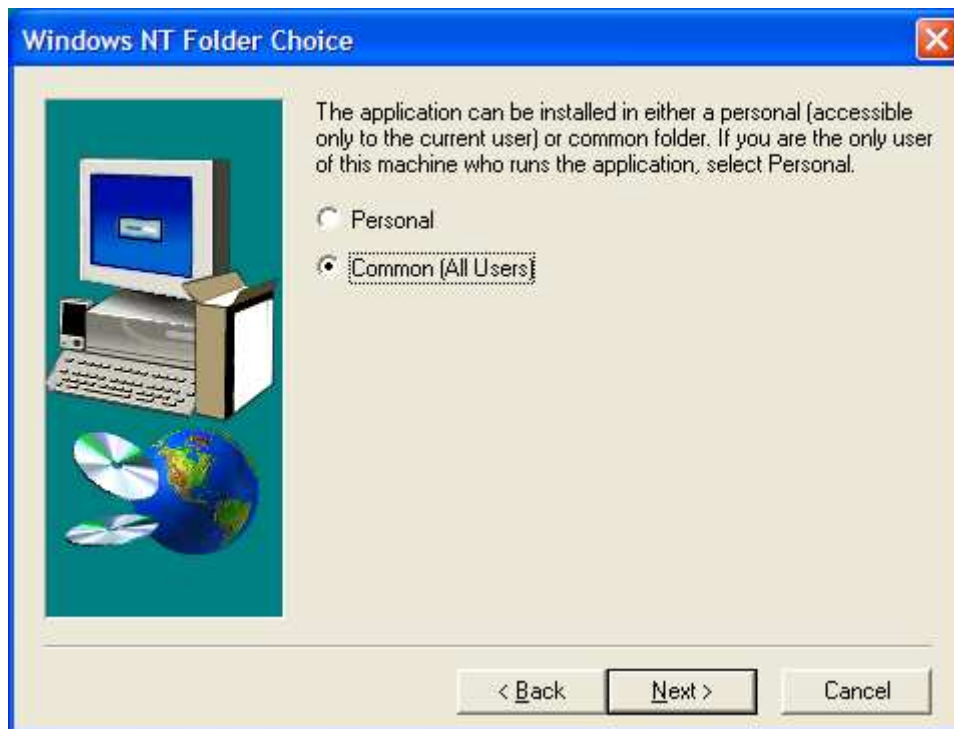 Windows NT Folder Choice
The application can be installed in either a personal (accessible
only to the current user) or common folder. If you are the only user
of this machine who runs the application, select Personal.
Personal
Common (All Users)
< Back
Next >
Cancel